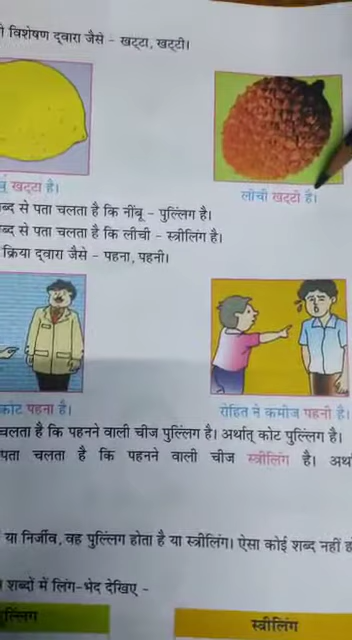 विशेषण द्वारा जैसे - खट्टा, खट्टी।
खट्टा है।
लीची खट्टी है।
से पता चलता है कि नींबू - पुल्लिंग है।
से पता चलता है कि लीची - स्त्रीलिंग है।
क्रिया द्वारा जैसे - पहना, पहनी।
कोट पहना है।
रोहित ने कमीज पहनी है।
चलता है कि पहनने वाली चीज पुल्लिंग है। अर्थात् कोट पुल्लिंग है।
पता चलता है कि पहनने वाली चीज स्त्रीलिंग है।
या निर्जीव, वह पुल्लिंग होता है या स्त्रीलिंग। ऐसा कोई शब्द नहीं
शब्दों में लिंग-भेद देखिए -
स्त्रीलिंग